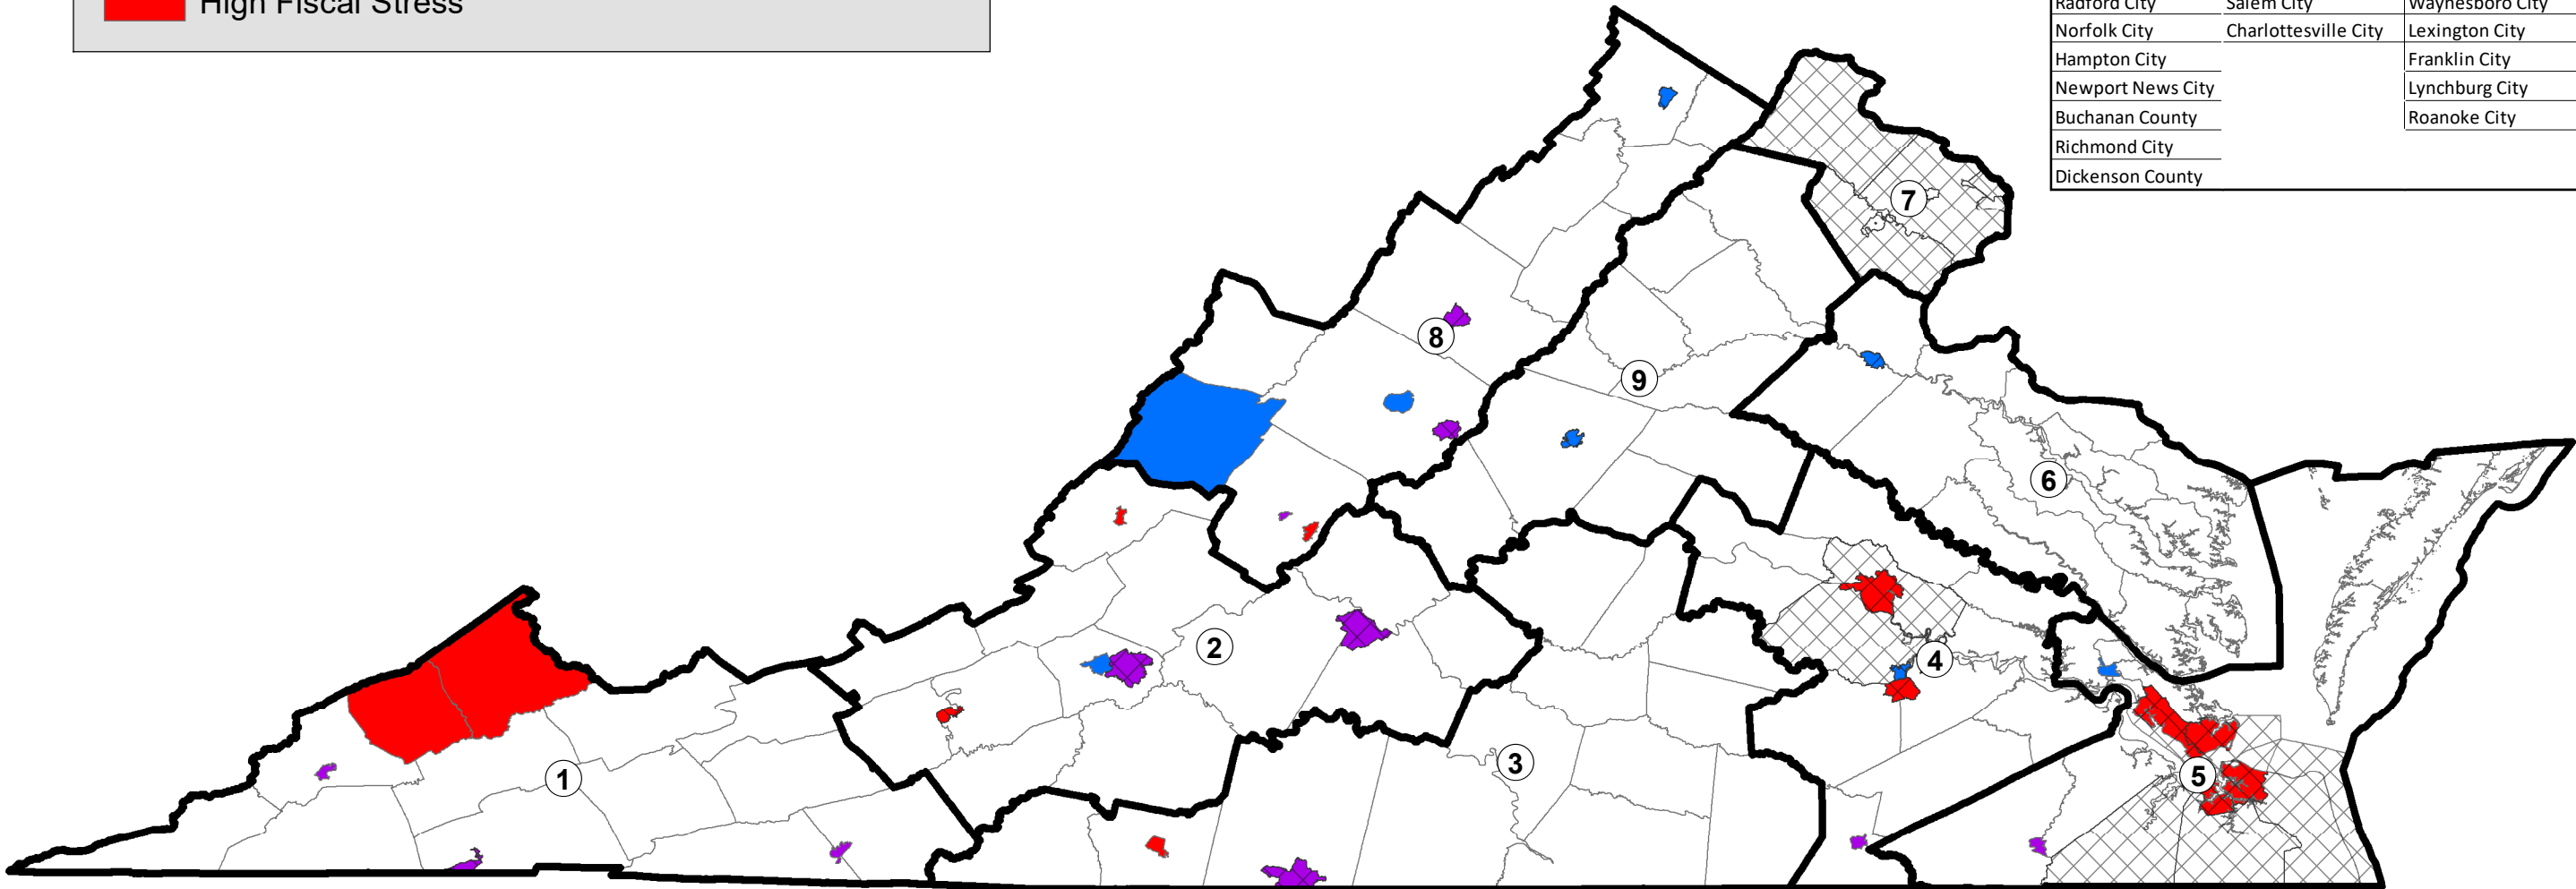 High Fiscal Stress
Radford City Salem City Waynesboro City
Norfolk City Charlottesville City Lexington City
Hampton City Franklin City
Newport News City Lynchburg City
Buchanan County Roanoke City
Richmond City
Dickenson County
7
8
9
6
2
4
3
5
1